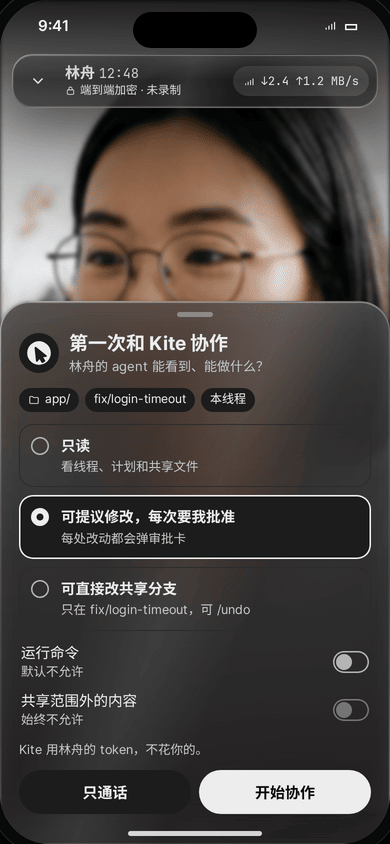 9:41
林舟 12:48
端到端加密 · 未录制
↓2.4 ↑1.2 MB/s
第一次和 Kite 协作
林舟的 agent 能看到、能做什么？
app/
fix/login-timeout
本线程
只读
看线程、计划和共享文件
可提议修改，每次要我批准
每处改动都会弹审批卡
可直接改共享分支
只在 fix/login-timeout，可 /undo
运行命令
默认不允许
共享范围外的内容
始终不允许
Kite 用林舟的 token，不花你的。
只通话
开始协作